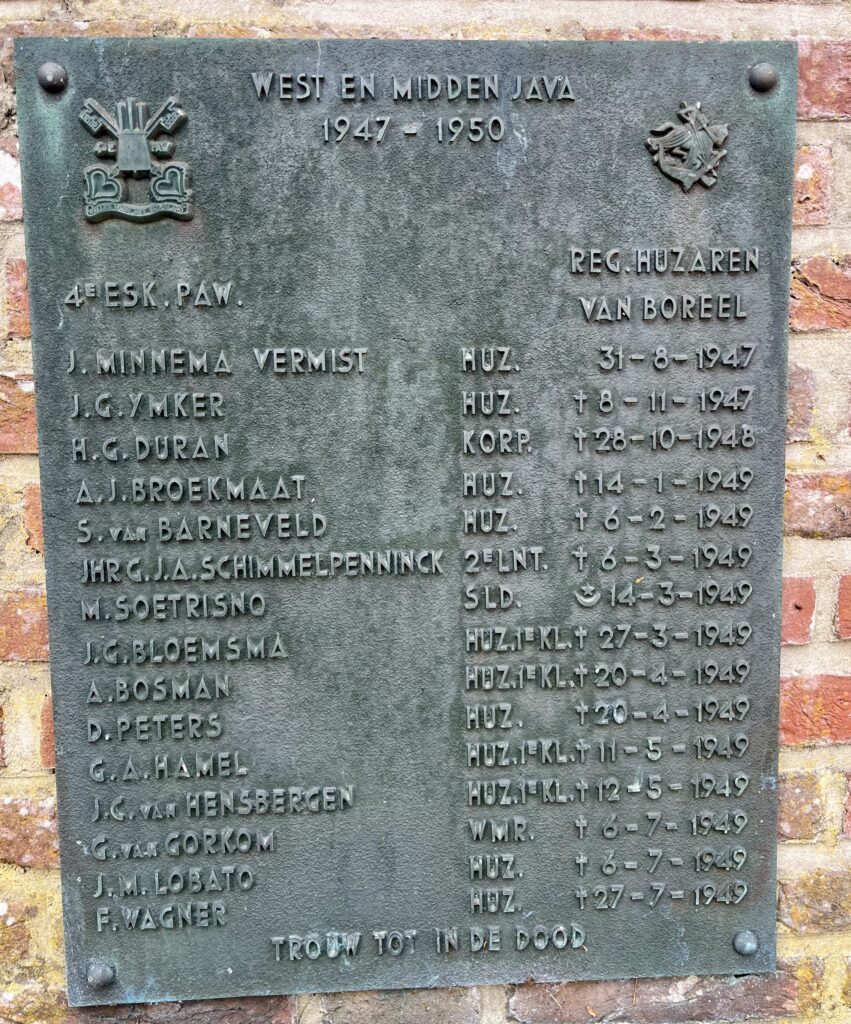 WEST EN MIDDEN JAVA
1947 - 1950
4E PAW
REG. HUZAREN
4E ESK. PAW.
VAN BOREEL
J. MINNEMA VERMIST HUZ. 31-8-1947
J.G. YMKER HUZ. † 8-11-1947
H.G. DURAN KORP. † 28-10-1948
A.J. BROEKMAAT HUZ. † 14-1-1949
S. van BARNEVELD HUZ. † 6-2-1949
JHR G.J.A. SCHIMMELPENNINCK 2E LNT. † 6-3-1949
M. SOETRISNO SLD. ☪ 14-3-1949
J.G. BLOEMSMA HUZ. 1E KL. † 27-3-1949
A. BOSMAN HUZ. 1E KL. † 20-4-1949
D. PETERS HUZ. † 20-4-1949
G.A. HAMEL HUZ. 1E KL. † 11-5-1949
J.C. van HENSBERGEN HUZ. 1E KL. † 12-5-1949
G. van GORKOM WMR. † 6-7-1949
J.M. LOBATO HUZ. † 6-7-1949
F. WAGNER HUZ. † 27-7-1949
TROUW TOT IN DE DOOD